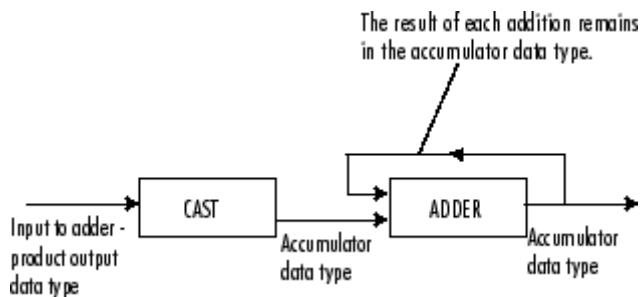 The result of each addition remains
in the accumulator data type.
CAST
ADDER
Input to adder -
product output
data type
Accumulator
data type
Accumulator
data type